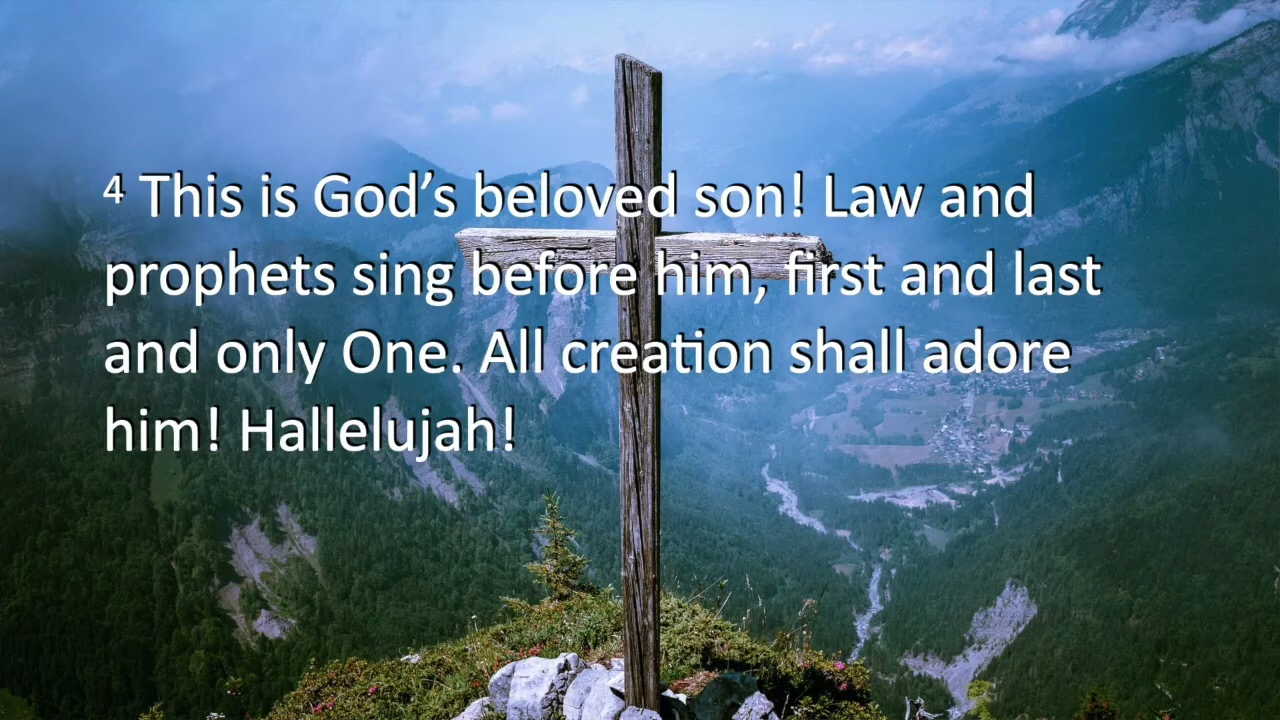 4 This is God’s beloved son! Law and
prophets sing before him, first and last
and only One. All creation shall adore
him! Hallelujah!